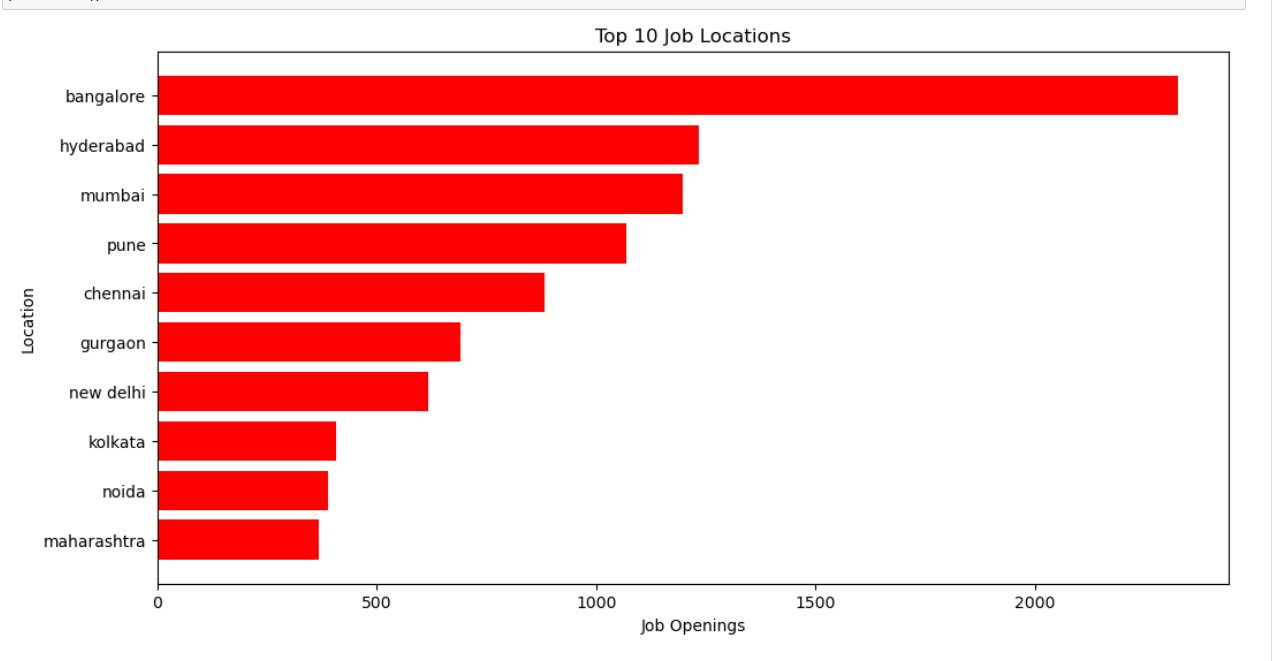 Top 10 Job Locations
bangalore
hyderabad
mumbai
pune
chennai
gurgaon
new delhi
kolkata
noida
maharashtra
Location
0 500 1000 1500 2000
Job Openings